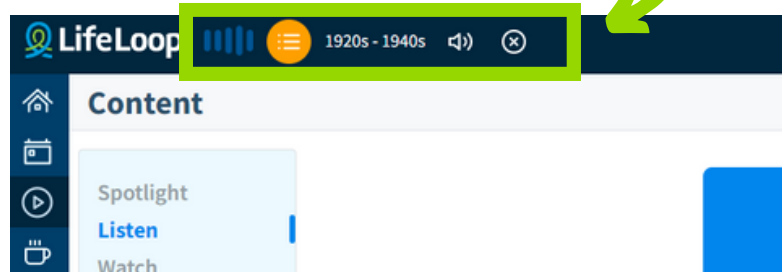 LifeLoop 1920s - 1940s
Content
Spotlight
Listen
Watch